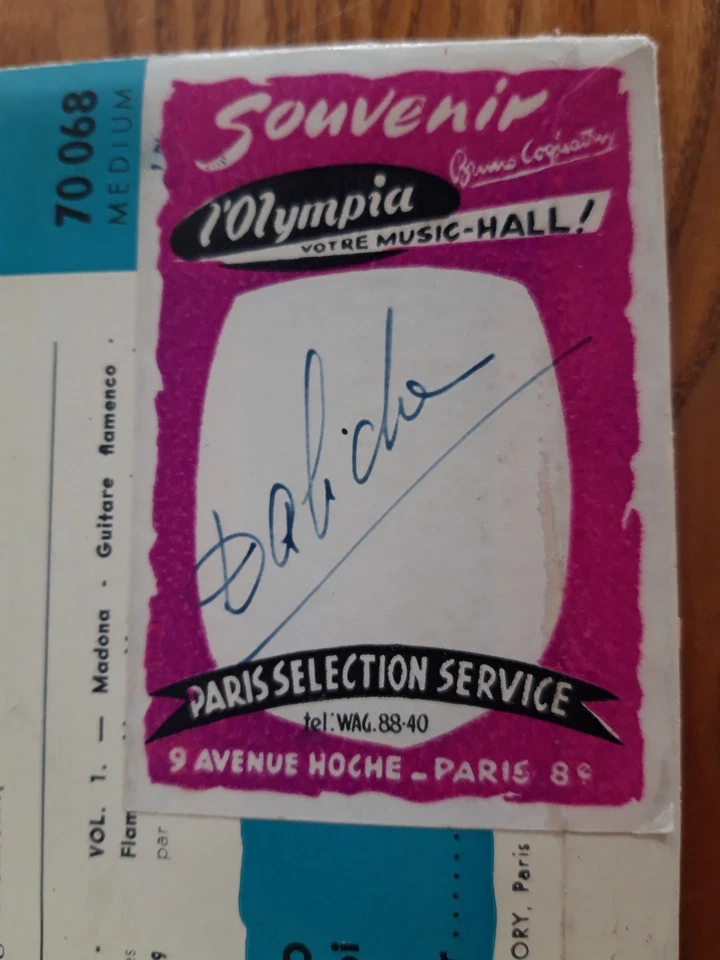 Souvenir
Bruno Coquatrix
l'Olympia
VOTRE MUSIC-HALL!
Dalida
PARIS SELECTION SERVICE
tel: WAG. 88-40
9 AVENUE HOCHE - PARIS 8e
70 068
MEDIUM
VOL. 1. — Madona - Guitare flamenco
Flam
par
ORY, Paris